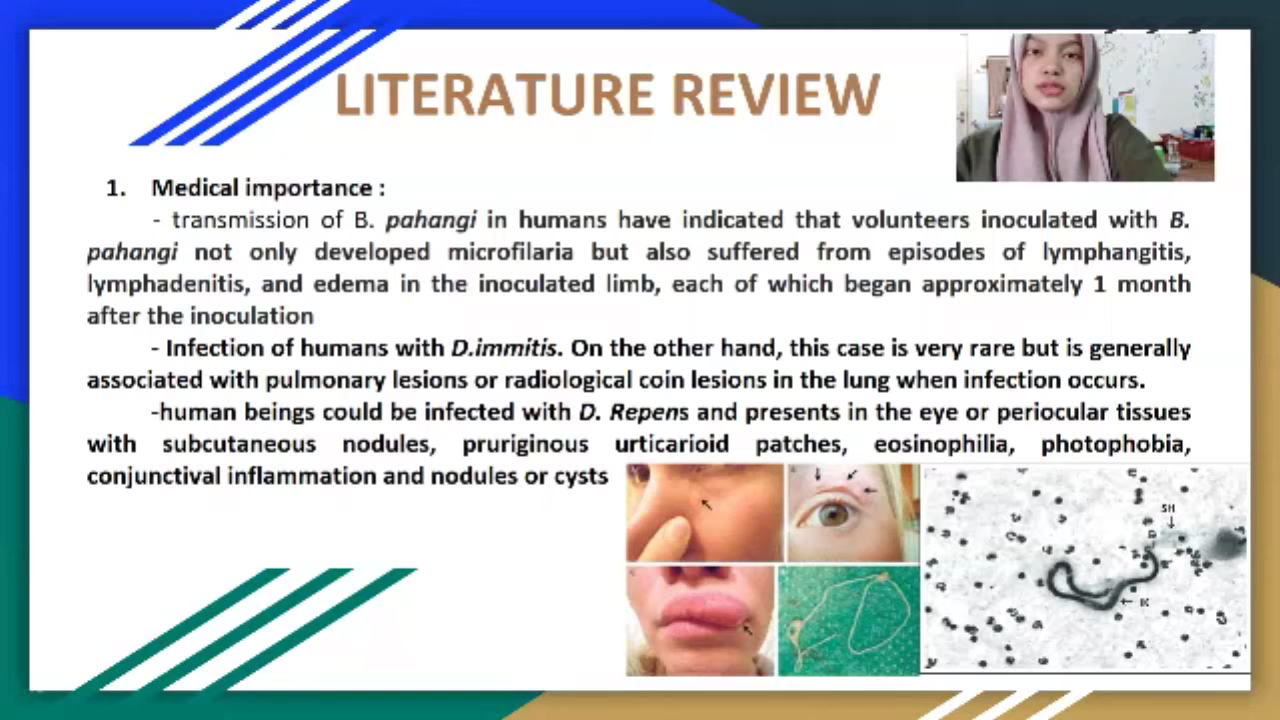 LITERATURE REVIEW
1. Medical importance :
- transmission of B. pahangi in humans have indicated that volunteers inoculated with B.
pahangi not only developed microfilaria but also suffered from episodes of lymphangitis,
lymphadenitis, and edema in the inoculated limb, each of which began approximately 1 month
after the inoculation
- Infection of humans with D.immitis. On the other hand, this case is very rare but is generally
associated with pulmonary lesions or radiological coin lesions in the lung when infection occurs.
-human beings could be infected with D. Repens and presents in the eye or periocular tissues
with subcutaneous nodules, pruriginous urticarioid patches, eosinophilia, photophobia,
conjunctival inflammation and nodules or cysts
SH